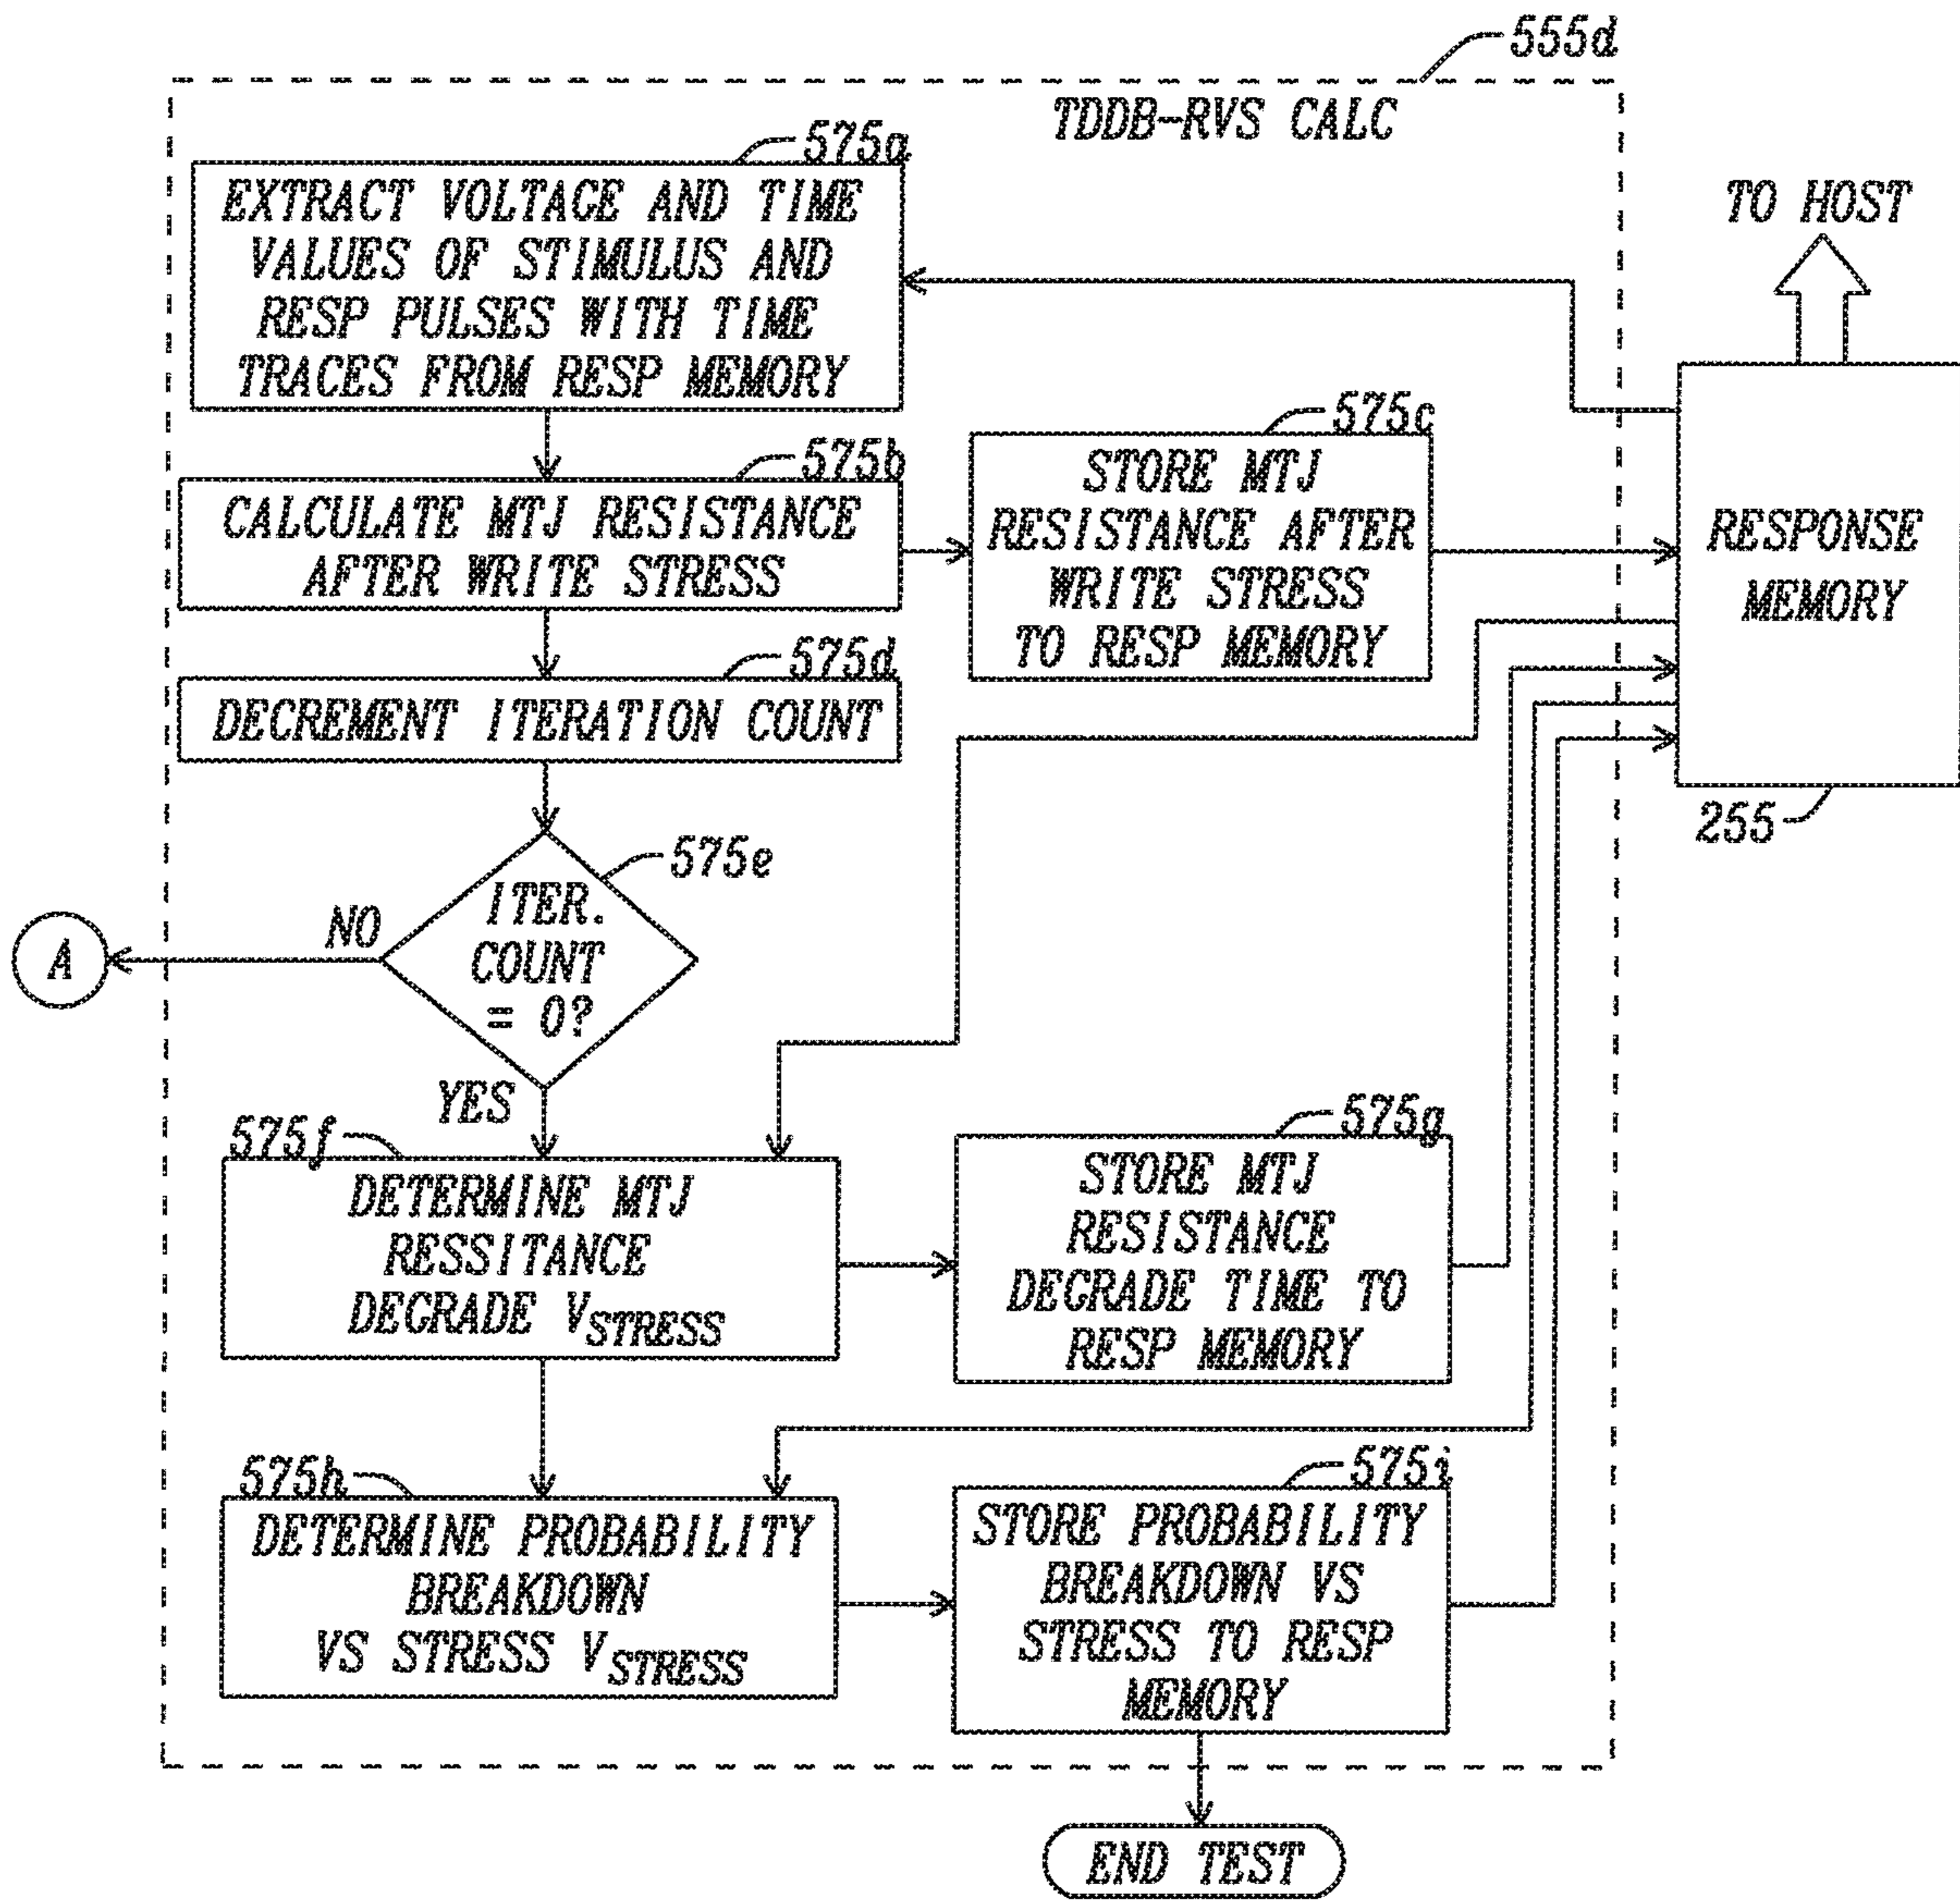 555d
TDDB-RVS CALC
575a
EXTRACT VOLTAGE AND TIME
VALUES OF STIMULUS AND
RESP PULSES WITH TIME
TRACES FROM RESP MEMORY
TO HOST
575b
CALCULATE MTJ RESISTANCE
AFTER WRITE STRESS
575c
STORE MTJ
RESISTANCE AFTER
WRITE STRESS
TO RESP MEMORY
RESPONSE
MEMORY
255
575d
DECREMENT ITERATION COUNT
575e
ITER.
COUNT
= 0?
NO
A
YES
575f
DETERMINE MTJ
RESSITANCE
DEGRADE VSTRESS
575g
STORE MTJ
RESISTANCE
DEGRADE TIME TO
RESP MEMORY
575h
DETERMINE PROBABILITY
BREAKDOWN
VS STRESS VSTRESS
575i
STORE PROBABILITY
BREAKDOWN VS
STRESS TO RESP
MEMORY
END TEST